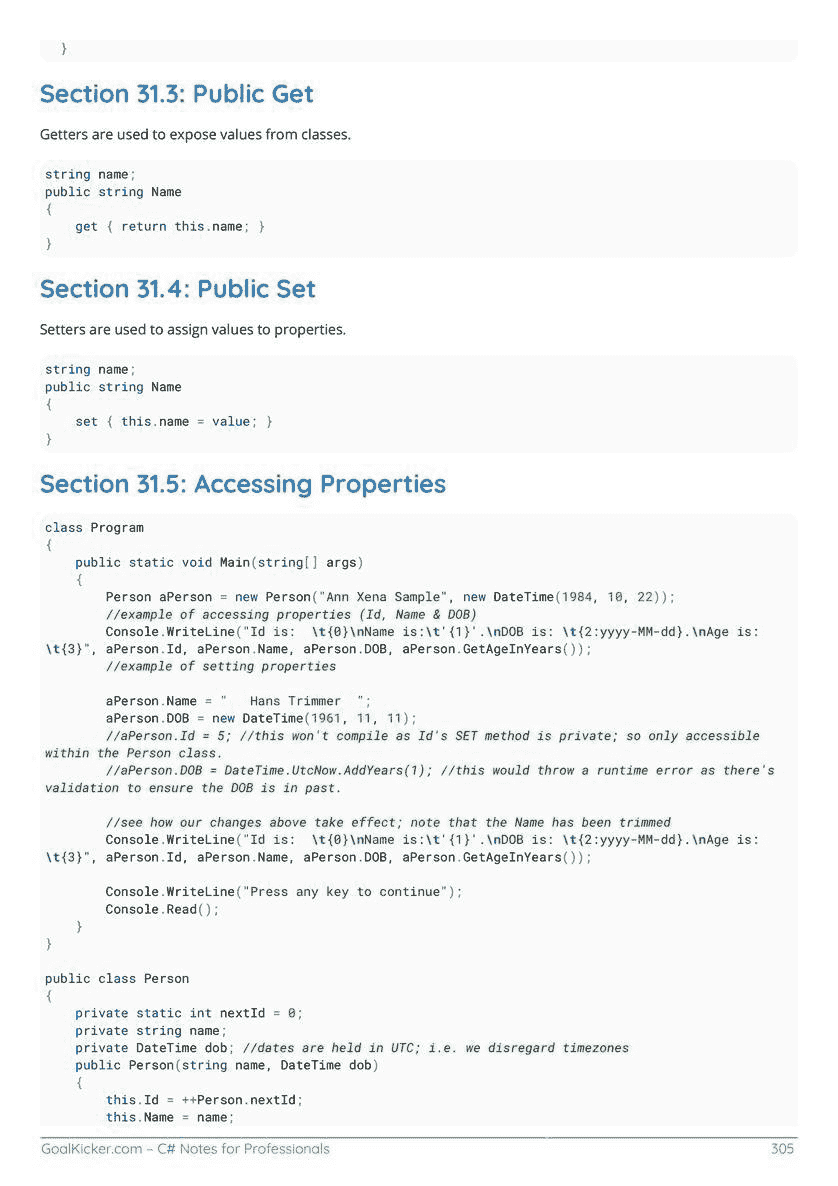 }
Section 31.3: Public Get
Getters are used to expose values from classes.
string name;
public string Name
{
    get { return this.name; }
}
Section 31.4: Public Set
Setters are used to assign values to properties.
string name;
public string Name
{
    set { this.name = value; }
}
Section 31.5: Accessing Properties
class Program
{
    public static void Main(string[] args)
    {
        Person aPerson = new Person("Ann Xena Sample", new DateTime(1984, 10, 22));
        //example of accessing properties (Id, Name & DOB)
        Console.WriteLine("Id is:  \t{0}\nName is:\t'{1}'.\nDOB is: \t{2:yyyy-MM-dd}.\nAge is:
\t{3}", aPerson.Id, aPerson.Name, aPerson.DOB, aPerson.GetAgeInYears());
        //example of setting properties
        aPerson.Name = "   Hans Trimmer  ";
        aPerson.DOB = new DateTime(1961, 11, 11);
        //aPerson.Id = 5; //this won't compile as Id's SET method is private; so only accessible
within the Person class.
        //aPerson.DOB = DateTime.UtcNow.AddYears(1); //this would throw a runtime error as there's
validation to ensure the DOB is in past.
        //see how our changes above take effect; note that the Name has been trimmed
        Console.WriteLine("Id is:  \t{0}\nName is:\t'{1}'.\nDOB is: \t{2:yyyy-MM-dd}.\nAge is:
\t{3}", aPerson.Id, aPerson.Name, aPerson.DOB, aPerson.GetAgeInYears());
        Console.WriteLine("Press any key to continue");
        Console.Read();
    }
}
public class Person
{
    private static int nextId = 0;
    private string name;
    private DateTime dob; //dates are held in UTC; i.e. we disregard timezones
    public Person(string name, DateTime dob)
    {
        this.Id = ++Person.nextId;
        this.Name = name;
GoalKicker.com – C# Notes for Professionals
305